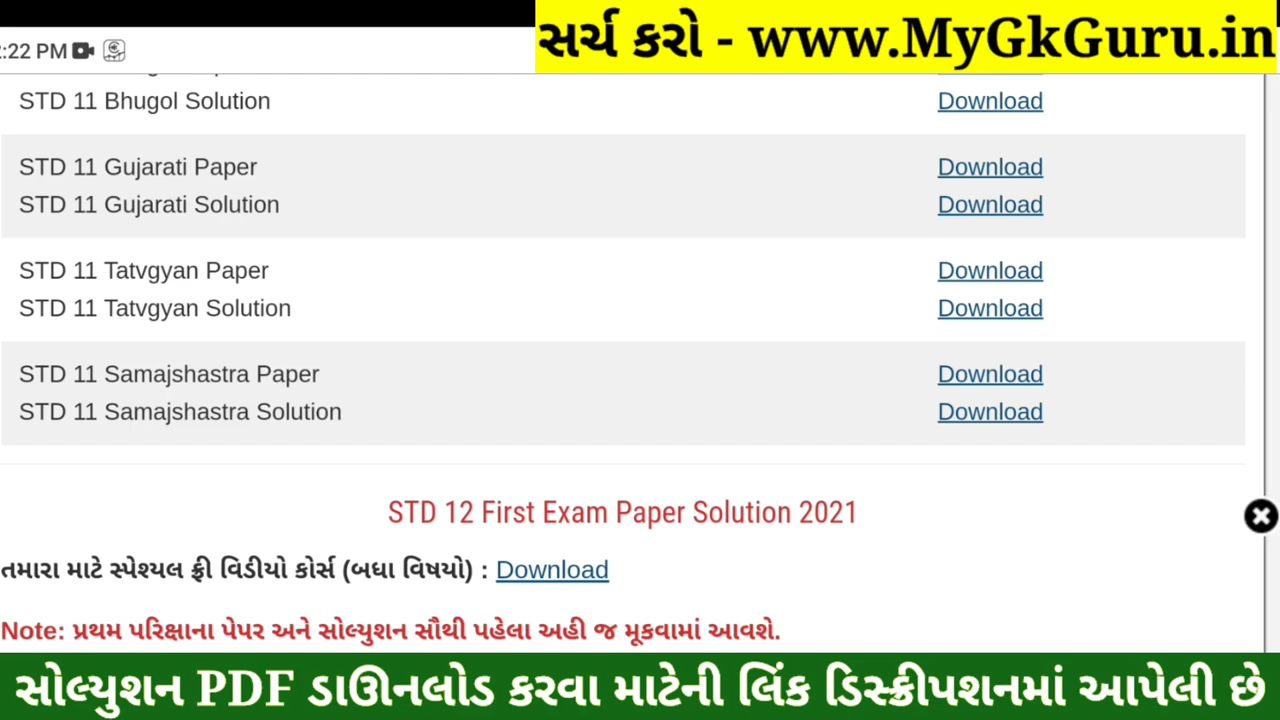 સર્ચ કરો - www.MyGkGuru.in
:22 PM
STD 11 Bhugol Solution Download
STD 11 Gujarati Paper Download
STD 11 Gujarati Solution Download
STD 11 Tatvgyan Paper Download
STD 11 Tatvgyan Solution Download
STD 11 Samajshastra Paper Download
STD 11 Samajshastra Solution Download
STD 12 First Exam Paper Solution 2021
તમારા માટે સ્પેશ્યલ ફ્રી વિડીયો કોર્સ (બધા વિષયો) : Download
Note: પ્રથમ પરિક્ષાના પેપર અને સોલ્યુશન સૌથી પહેલા અહી જ મૂકવામાં આવશે.
સોલ્યુશન PDF ડાઊનલોડ કરવા માટેની લિંક ડિસ્ક્રીપશનમાં આપેલી છે